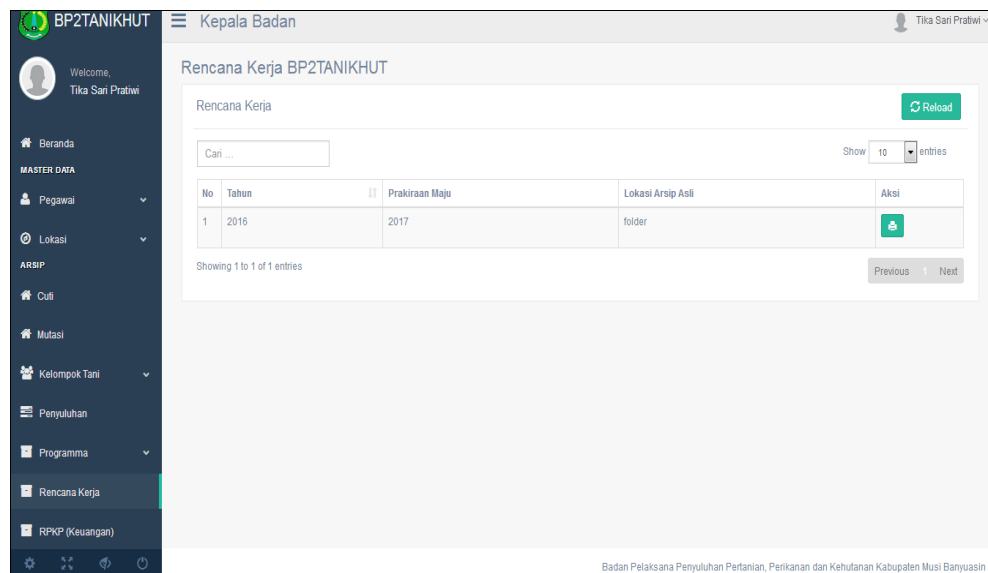 BP2TANIKHUT
Kepala Badan
Tika Sari Pratiwi
Welcome,
Tika Sari Pratiwi
Beranda
MASTER DATA
Pegawai
Lokasi
ARSIP
Cuti
Mutasi
Kelompok Tani
Penyuluhan
Programma
Rencana Kerja
RPKP (Keuangan)
Rencana Kerja BP2TANIKHUT
Rencana Kerja
Reload
Cari ...
Show 10 entries
No Tahun Prakiraan Maju Lokasi Arsip Asli Aksi
1 2016 2017 folder
Showing 1 to 1 of 1 entries
Previous 1 Next
Badan Pelaksana Penyuluhan Pertanian, Perikanan dan Kehutanan Kabupaten Musi Banyuasin